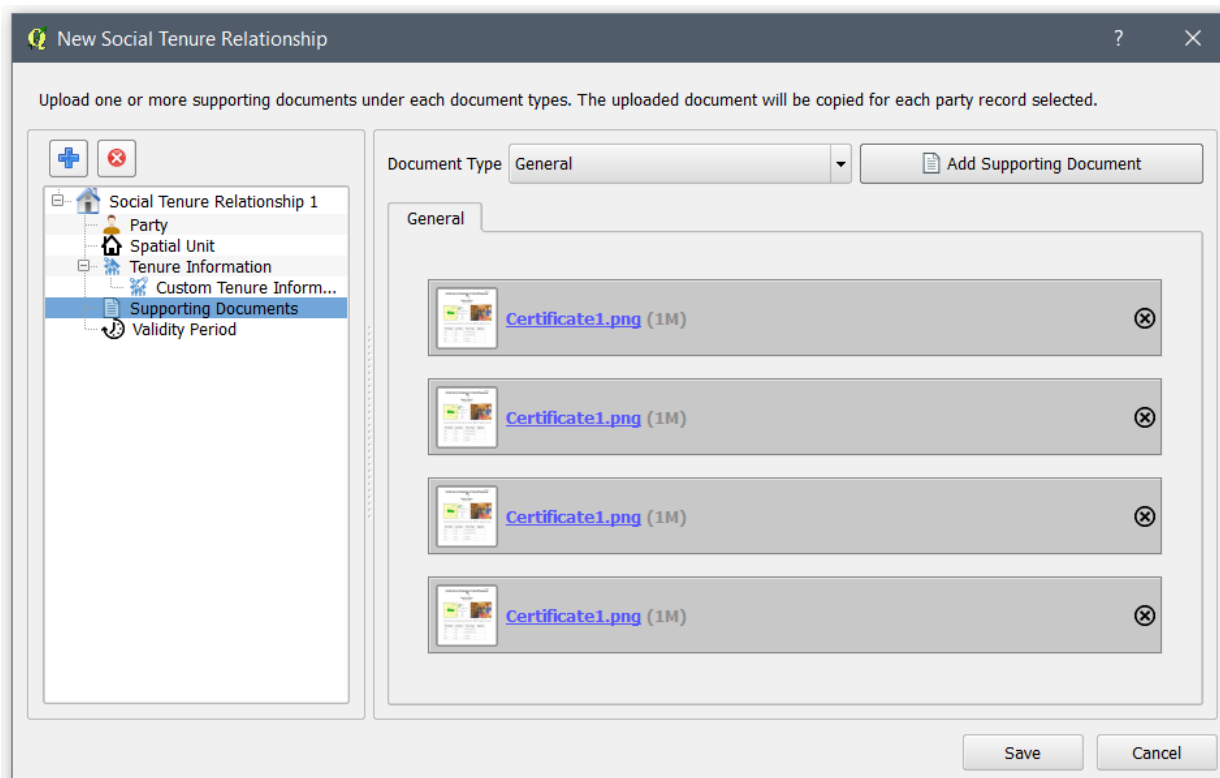 New Social Tenure Relationship
?
Upload one or more supporting documents under each document types. The uploaded document will be copied for each party record selected.
Social Tenure Relationship 1
Party
Spatial Unit
Tenure Information
Custom Tenure Inform...
Supporting Documents
Validity Period
Document Type General Add Supporting Document
General
Certificate1.png (1M)
Certificate1.png (1M)
Certificate1.png (1M)
Certificate1.png (1M)
Save Cancel